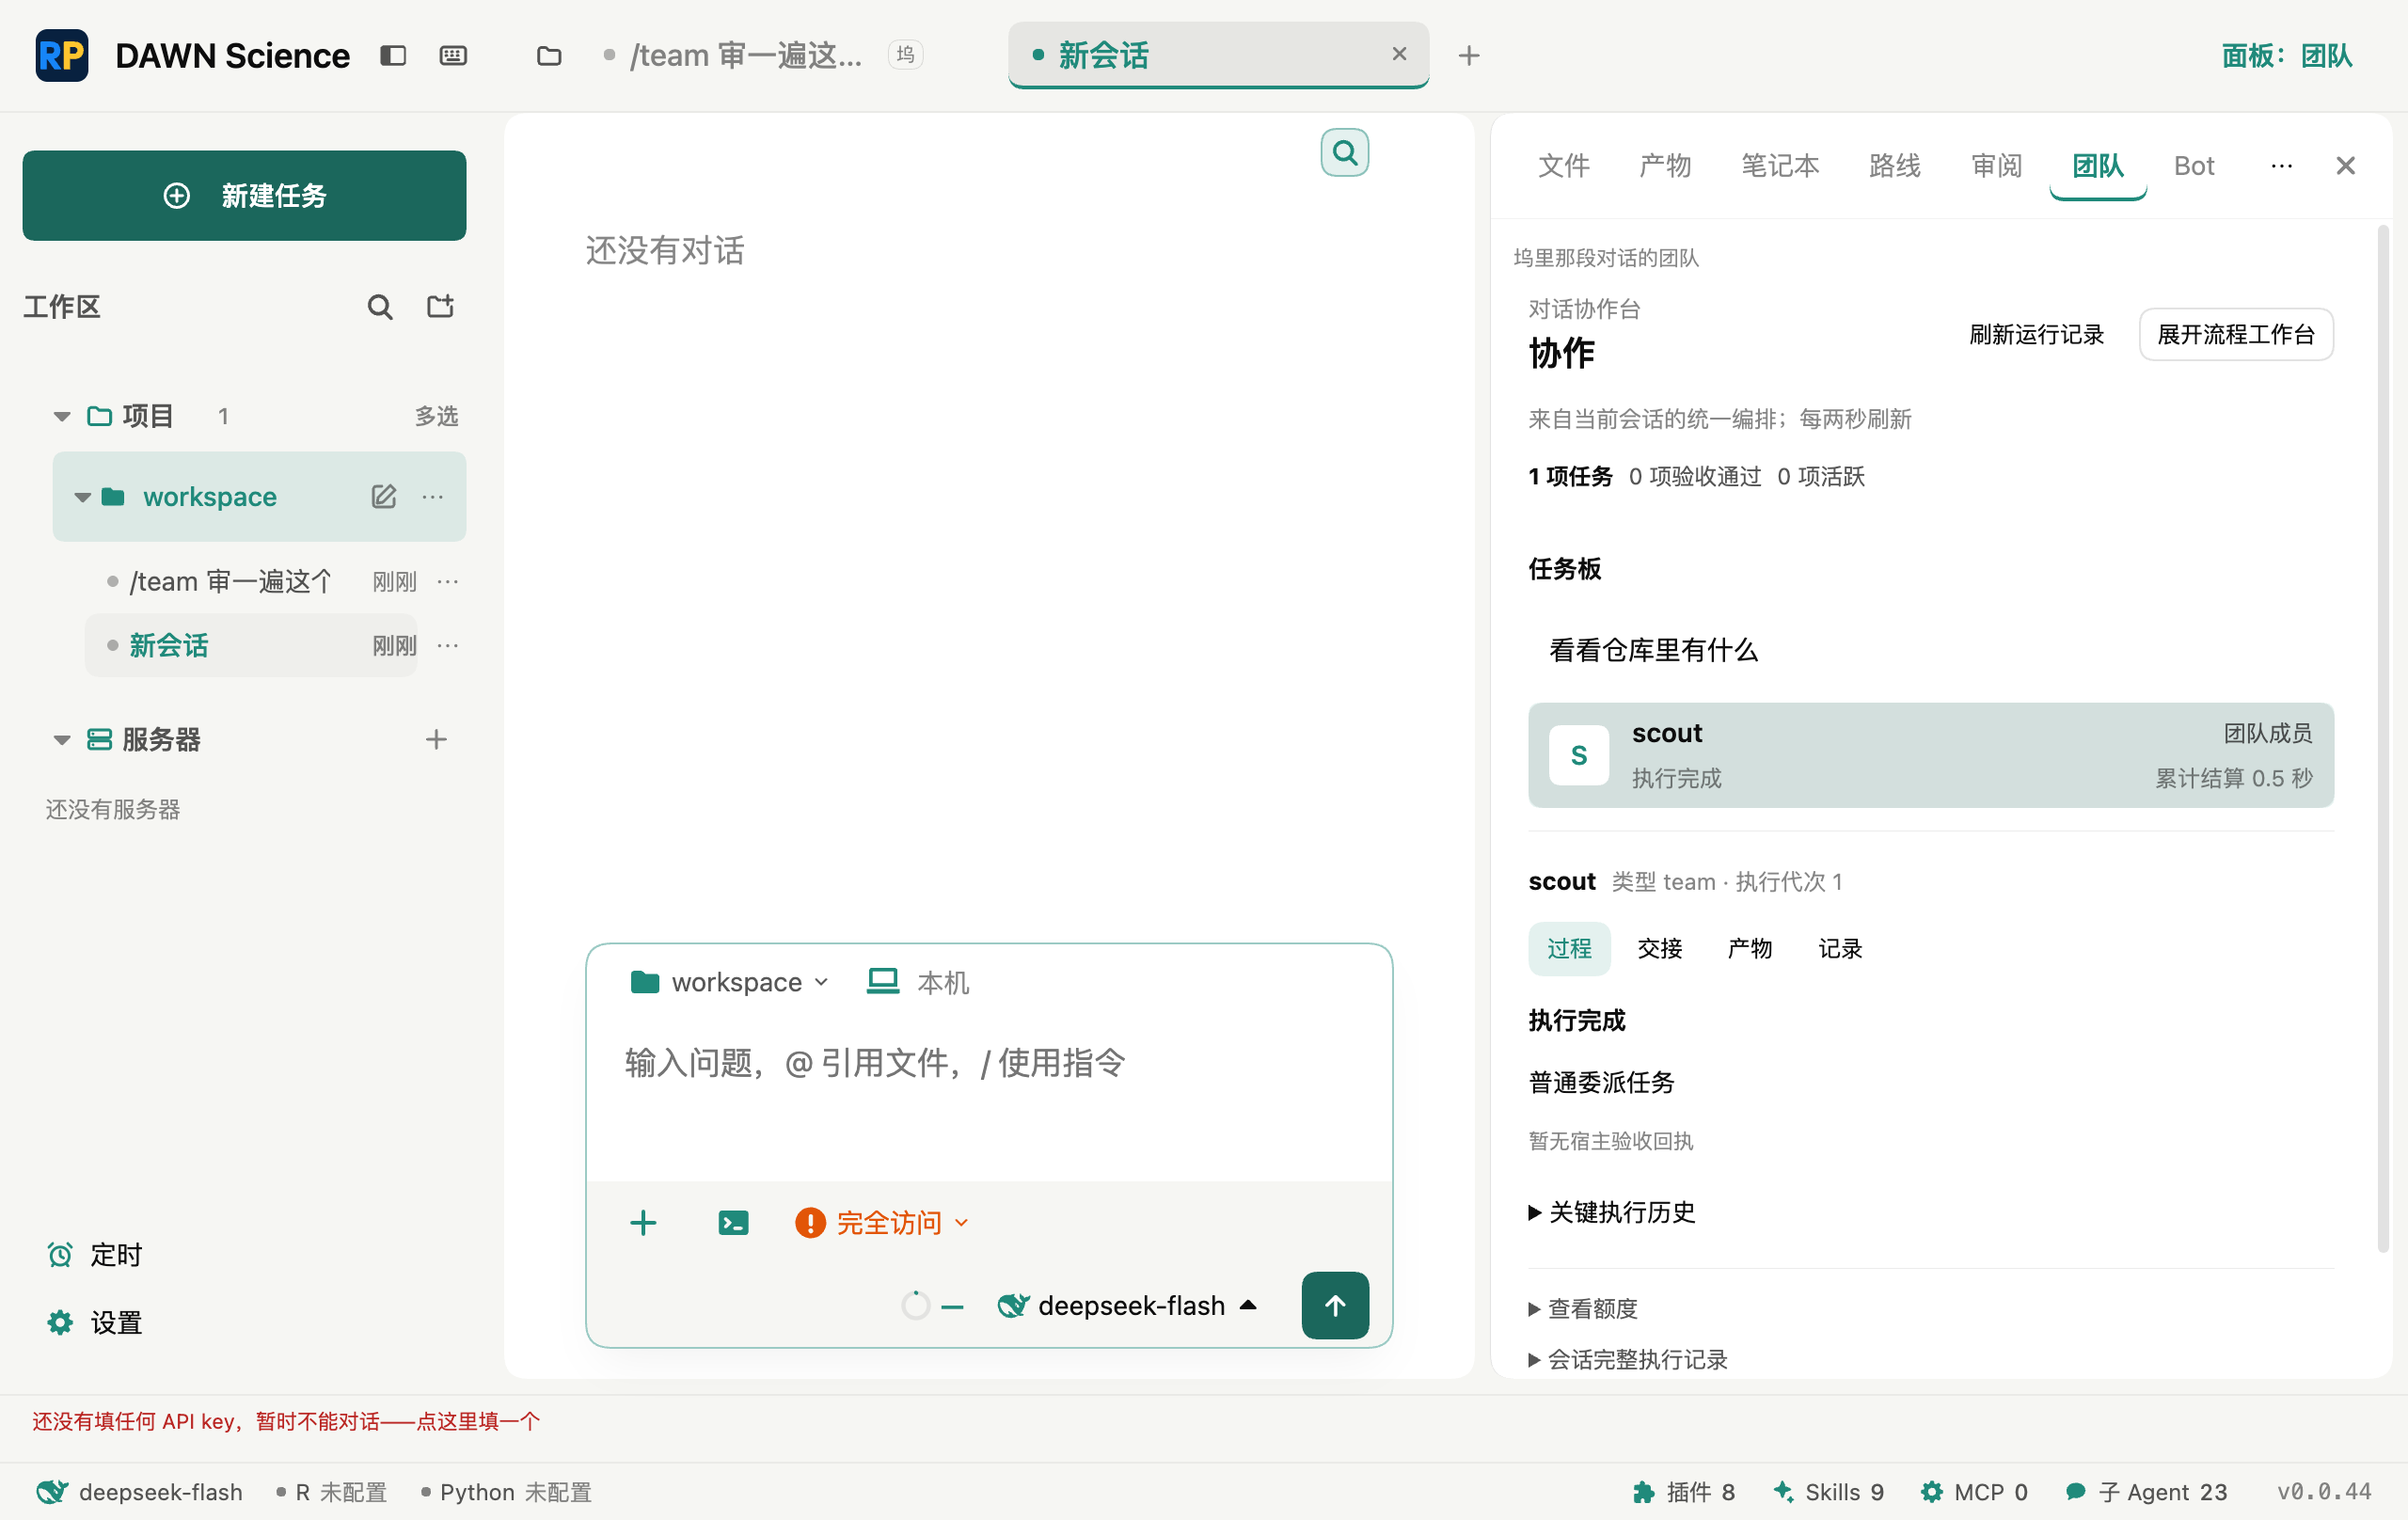 RP DAWN Science
/team 审一遍这… 坞
新会话
面板：团队
新建任务
工作区
项目 1 多选
workspace
/team 审一遍这个 刚刚
新会话 刚刚
服务器
还没有服务器
定时
设置
还没有对话
workspace 本机
输入问题，@ 引用文件，/ 使用指令
完全访问
deepseek-flash
文件 产物 笔记本 路线 审阅 团队 Bot
坞里那段对话的团队
对话协作台
协作
刷新运行记录 展开流程工作台
来自当前会话的统一编排；每两秒刷新
1 项任务 0 项验收通过 0 项活跃
任务板
看看仓库里有什么
S scout 团队成员
执行完成 累计结算 0.5 秒
scout 类型 team · 执行代次 1
过程 交接 产物 记录
执行完成
普通委派任务
暂无宿主验收回执
关键执行历史
查看额度
会话完整执行记录
还没有填任何 API key，暂时不能对话——点这里填一个
deepseek-flash R 未配置 Python 未配置
插件 8 Skills 9 MCP 0 子 Agent 23 v0.0.44